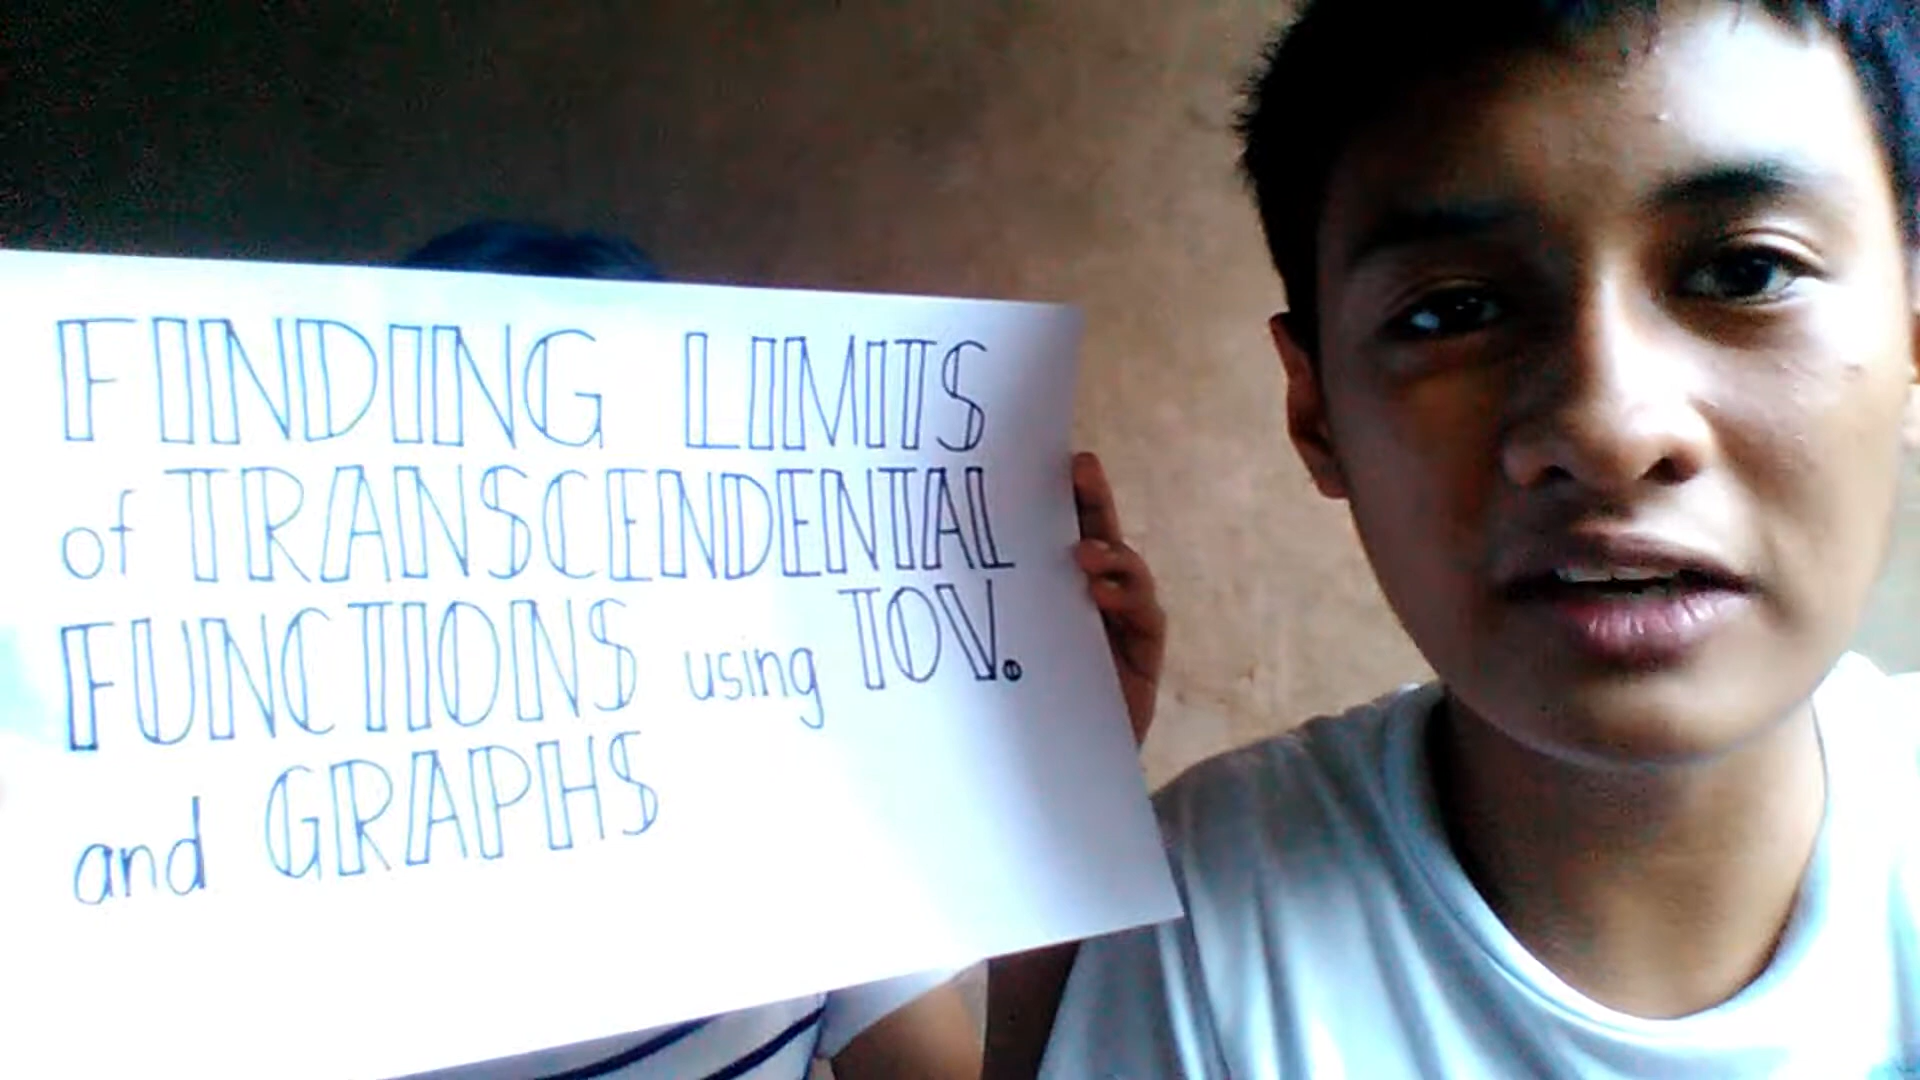 FINDING LIMITS
of TRANSCENDENTAL
FUNCTIONS using TOV.
and GRAPHS